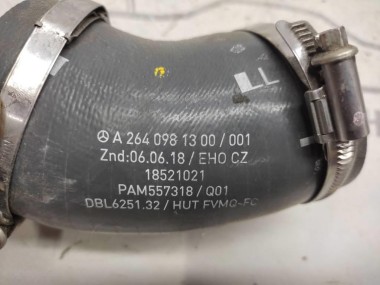 LL
A 264 098 13 00 / 001
Znd:06.06.18 / EHO CZ
18521021
PAM557318 / Q01
DBL6251.32 / HUT FVMQ-FC